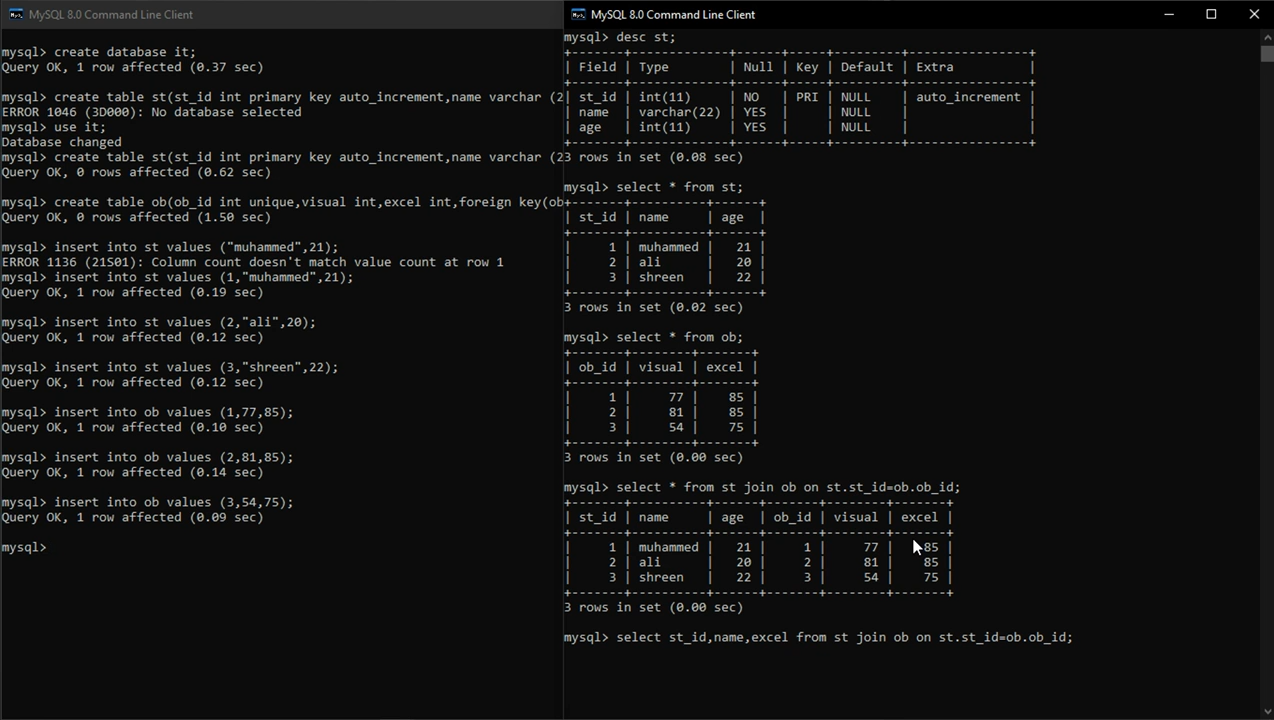 MySQL 8.0 Command Line Client
mysql> create database it;
Query OK, 1 row affected (0.37 sec)
mysql> create table st(st_id int primary key auto_increment,name varchar (2
ERROR 1046 (3D000): No database selected
mysql> use it;
Database changed
mysql> create table st(st_id int primary key auto_increment,name varchar (2
Query OK, 0 rows affected (0.62 sec)
mysql> create table ob(ob_id int unique,visual int,excel int,foreign key(ob
Query OK, 0 rows affected (1.50 sec)
mysql> insert into st values ("muhammed",21);
ERROR 1136 (21S01): Column count doesn't match value count at row 1
mysql> insert into st values (1,"muhammed",21);
Query OK, 1 row affected (0.19 sec)
mysql> insert into st values (2,"ali",20);
Query OK, 1 row affected (0.12 sec)
mysql> insert into st values (3,"shreen",22);
Query OK, 1 row affected (0.12 sec)
mysql> insert into ob values (1,77,85);
Query OK, 1 row affected (0.10 sec)
mysql> insert into ob values (2,81,85);
Query OK, 1 row affected (0.14 sec)
mysql> insert into ob values (3,54,75);
Query OK, 1 row affected (0.09 sec)
mysql>
MySQL 8.0 Command Line Client
mysql> desc st;
+-------+-------------+------+-----+---------+----------------+
| Field | Type | Null | Key | Default | Extra |
+-------+-------------+------+-----+---------+----------------+
| st_id | int(11) | NO | PRI | NULL | auto_increment |
| name | varchar(22) | YES | | NULL | |
| age | int(11) | YES | | NULL | |
+-------+-------------+------+-----+---------+----------------+
3 rows in set (0.08 sec)
mysql> select * from st;
+-------+----------+------+
| st_id | name | age |
+-------+----------+------+
| 1 | muhammed | 21 |
| 2 | ali | 20 |
| 3 | shreen | 22 |
+-------+----------+------+
3 rows in set (0.02 sec)
mysql> select * from ob;
+-------+--------+-------+
| ob_id | visual | excel |
+-------+--------+-------+
| 1 | 77 | 85 |
| 2 | 81 | 85 |
| 3 | 54 | 75 |
+-------+--------+-------+
3 rows in set (0.00 sec)
mysql> select * from st join ob on st.st_id=ob.ob_id;
+-------+----------+------+-------+--------+-------+
| st_id | name | age | ob_id | visual | excel |
+-------+----------+------+-------+--------+-------+
| 1 | muhammed | 21 | 1 | 77 | 85 |
| 2 | ali | 20 | 2 | 81 | 85 |
| 3 | shreen | 22 | 3 | 54 | 75 |
+-------+----------+------+-------+--------+-------+
3 rows in set (0.00 sec)
mysql> select st_id,name,excel from st join ob on st.st_id=ob.ob_id;